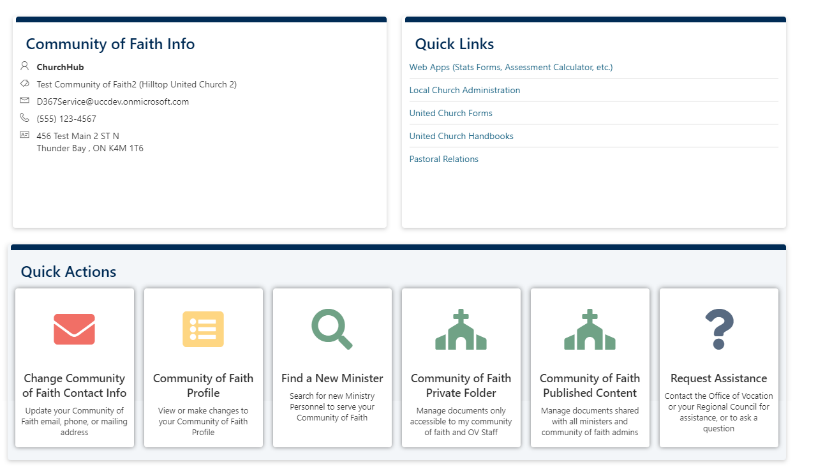 Community of Faith Info
ChurchHub
Test Community of Faith2 (Hilltop United Church 2)
D367Service@uccdev.onmicrosoft.com
(555) 123-4567
456 Test Main 2 ST N
Thunder Bay , ON K4M 1T6
Quick Links
Web Apps (Stats Forms, Assessment Calculator, etc.)
Local Church Administration
United Church Forms
United Church Handbooks
Pastoral Relations
Quick Actions
Change Community
of Faith Contact Info
Update your Community of
Faith email, phone, or mailing
address
Community of Faith
Profile
View or make changes to
your Community of Faith
Profile
Find a New Minister
Search for new Ministry
Personnel to serve your
Community of Faith
Community of Faith
Private Folder
Manage documents only
accessible to my community
of faith and OV Staff
Community of Faith
Published Content
Manage documents shared
with all ministers and
community of faith admins
Request Assistance
Contact the Office of Vocation
or your Regional Council for
assistance, or to ask a
question